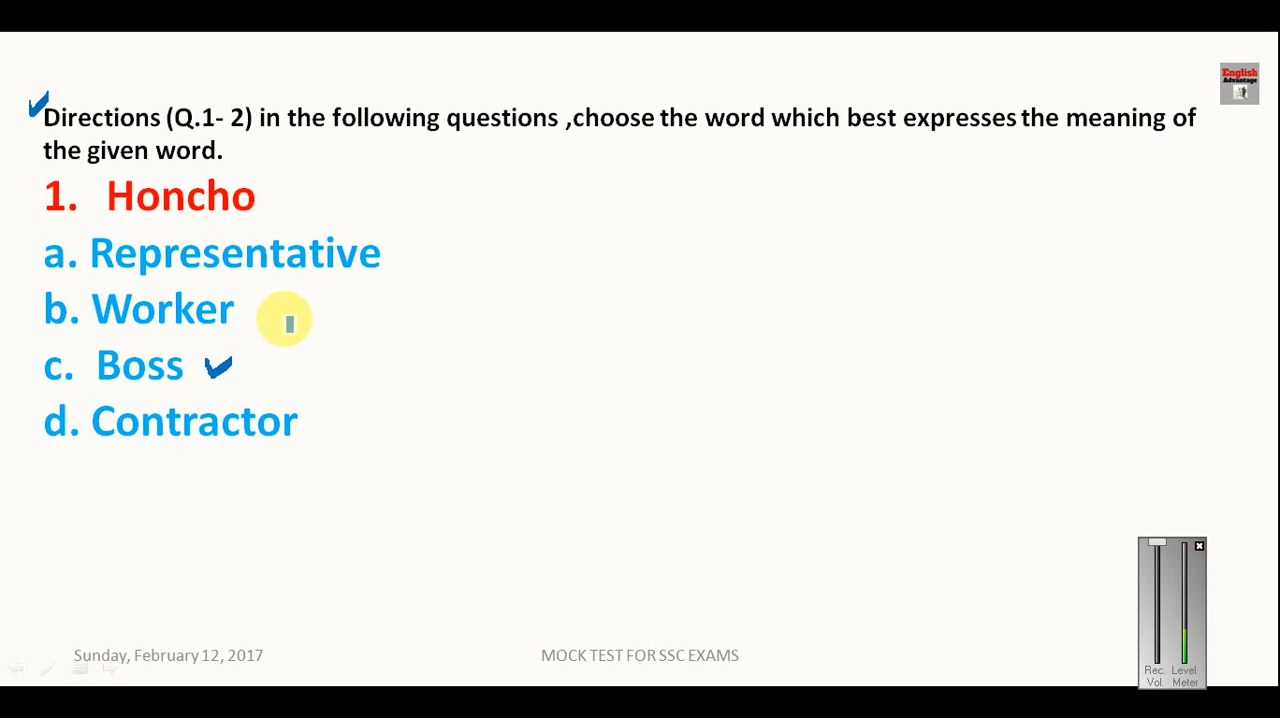 English
Advantage
Directions (Q.1- 2) in the following questions ,choose the word which best expresses the meaning of
the given word.
1. Honcho
a. Representative
b. Worker
c. Boss
d. Contractor
Sunday, February 12, 2017
MOCK TEST FOR SSC EXAMS
Rec. Level
Vol. Meter